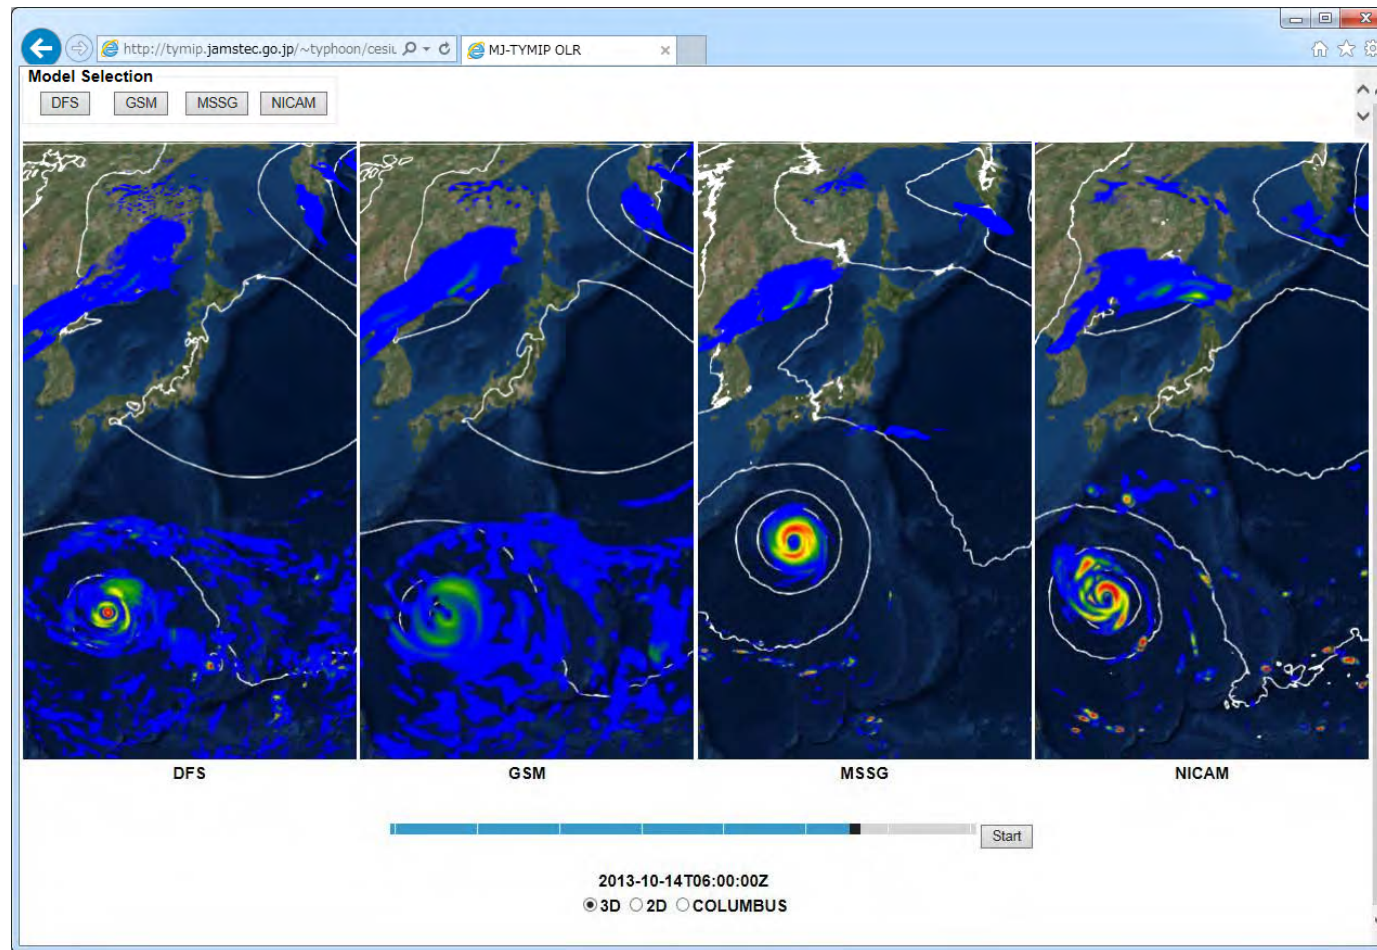 http://tymip.jamstec.go.jp/~typhoon/cesiu
MJ-TYMIP OLR
Model Selection
DFS GSM MSSG NICAM
DFS GSM MSSG NICAM
Start
2013-10-14T06:00:00Z
3D 2D COLUMBUS